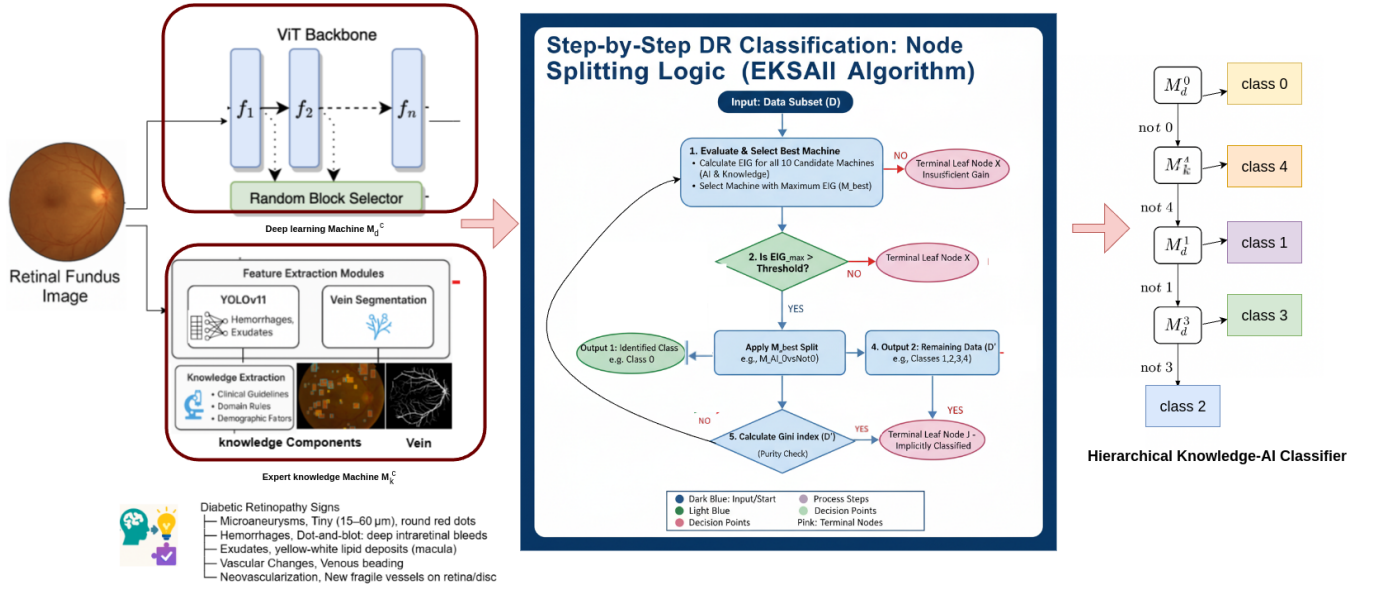 Retinal Fundus
Image
ViT Backbone
f1
f2
fn
Random Block Selector
Deep learning Machine Mdc
Feature Extraction Modules
YOLOv11
Hemorrhages,
Exudates
Vein Segmentation
Knowledge Extraction
• Clinical Guidelines
• Domain Rules
• Demographic Fators
knowledge Components
Vein
Expert knowledge Machine Mkc
Diabetic Retinopathy Signs
Microaneurysms, Tiny (15–60 µm), round red dots
Hemorrhages, Dot-and-blot: deep intraretinal bleeds
Exudates, yellow-white lipid deposits (macula)
Vascular Changes, Venous beading
Neovascularization, New fragile vessels on retina/disc
Step-by-Step DR Classification: Node
Splitting Logic (EKSAII Algorithm)
Input: Data Subset (D)
1. Evaluate & Select Best Machine
• Calculate EIG for all 10 Candidate Machines
(AI & Knowledge)
• Select Machine with Maximum EIG (M_best)
NO
Terminal Leaf Node X
Insufficient Gain
2. Is EIG_max >
Threshold?
NO
Terminal Leaf Node X
YES
Output 1: Identified Class
e.g. Class 0
Apply M_best Split
e.g., M_AI_0vsNot0)
4. Output 2: Remaining Data (D'
e.g., Classes 1,2,3,4)
NO
YES
5. Calculate Gini index (D')
(Purity Check)
YES
Terminal Leaf Node J -
Implicitly Classified
Dark Blue: Input/Start
Process Steps
Light Blue
Decision Points
Decision Points
Pink: Terminal Nodes
Md0
class 0
not 0
Mk4
class 4
not 4
Md1
class 1
not 1
Md3
class 3
not 3
class 2
Hierarchical Knowledge-AI Classifier